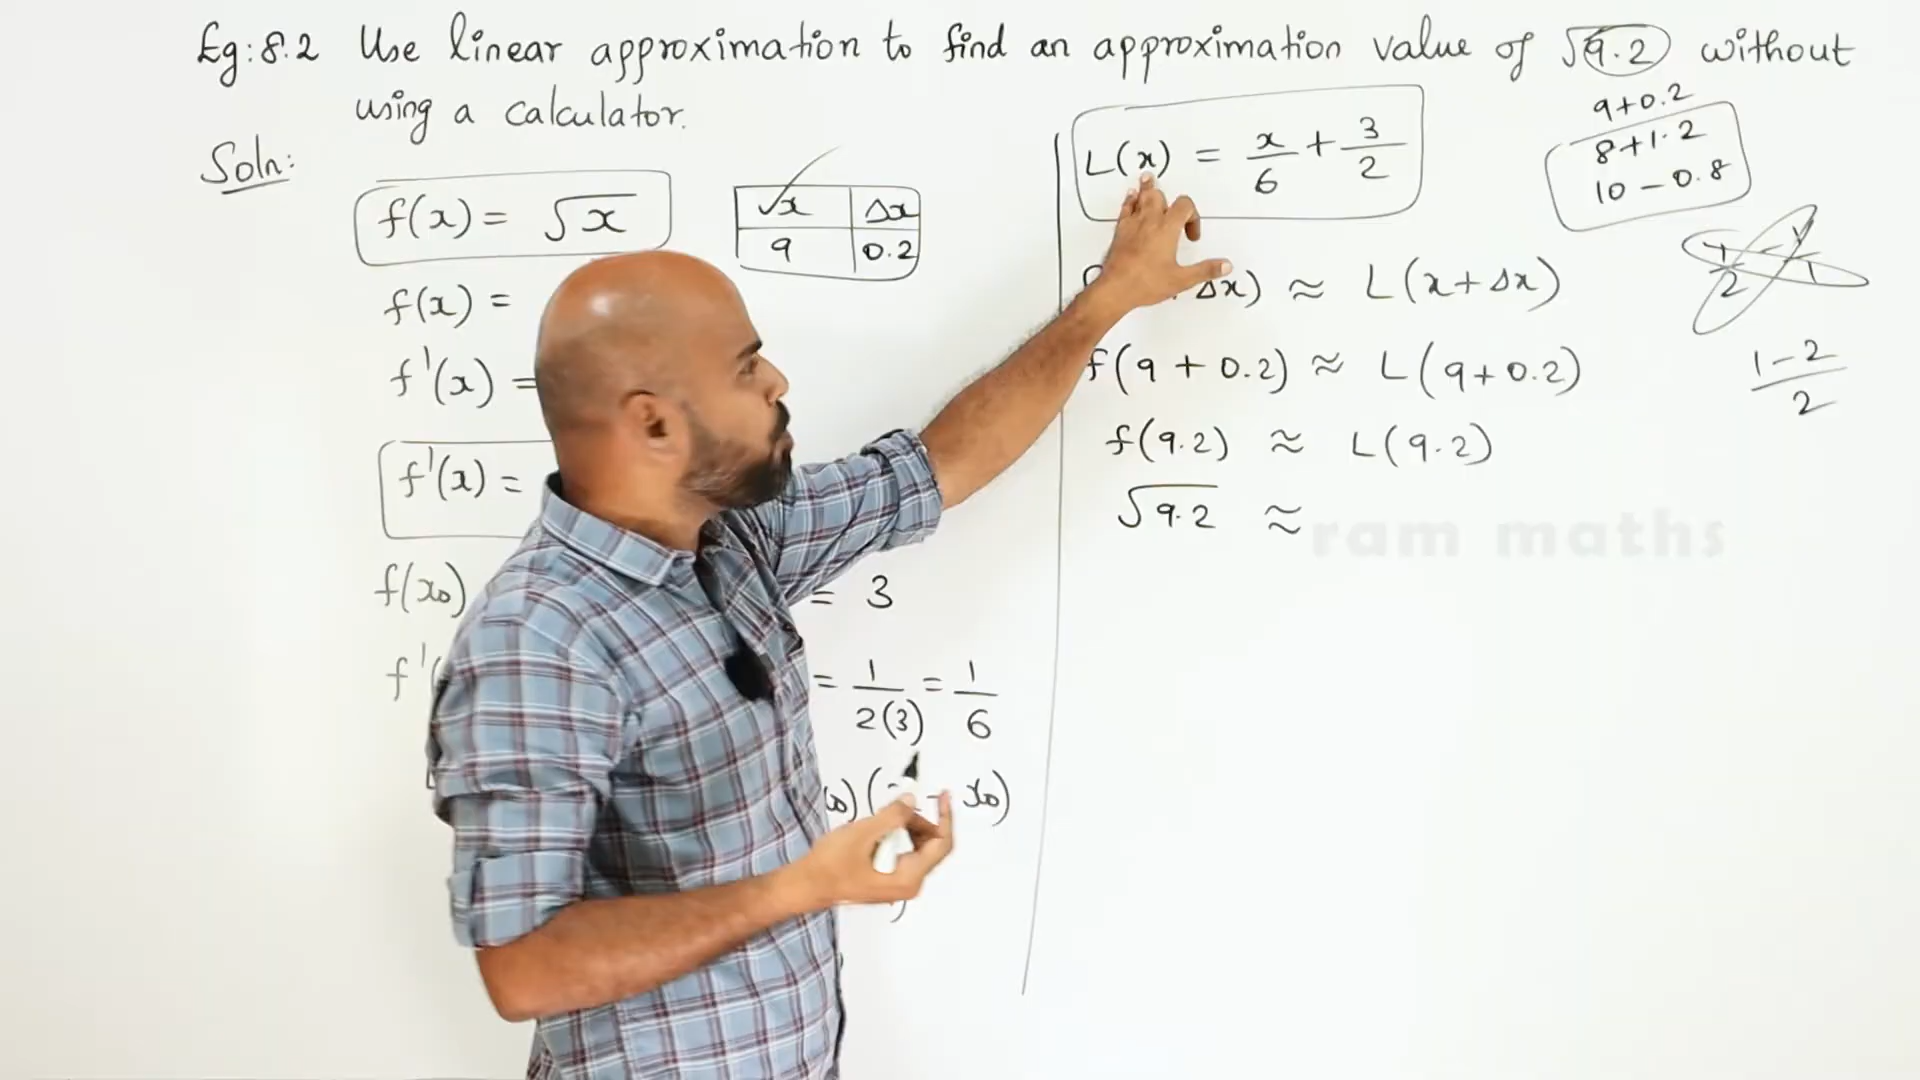 Eg:8.2 Use linear approximation to find an approximation value of √9.2 without
using a calculator.
Soln:
f(x) = √x
√x Δx
9 0.2
f(x) =
f'(x) =
f'(x) =
f(x₀) = 3
f' = 1/2(3) = 1/6
(x₀)
L(x) = x/6 + 3/2
Δx) ≈ L(x+Δx)
f(9 + 0.2) ≈ L(9+0.2)
f(9.2) ≈ L(9.2)
√9.2 ≈
ram maths
9+0.2
8+1.2
10-0.8
1-2/2